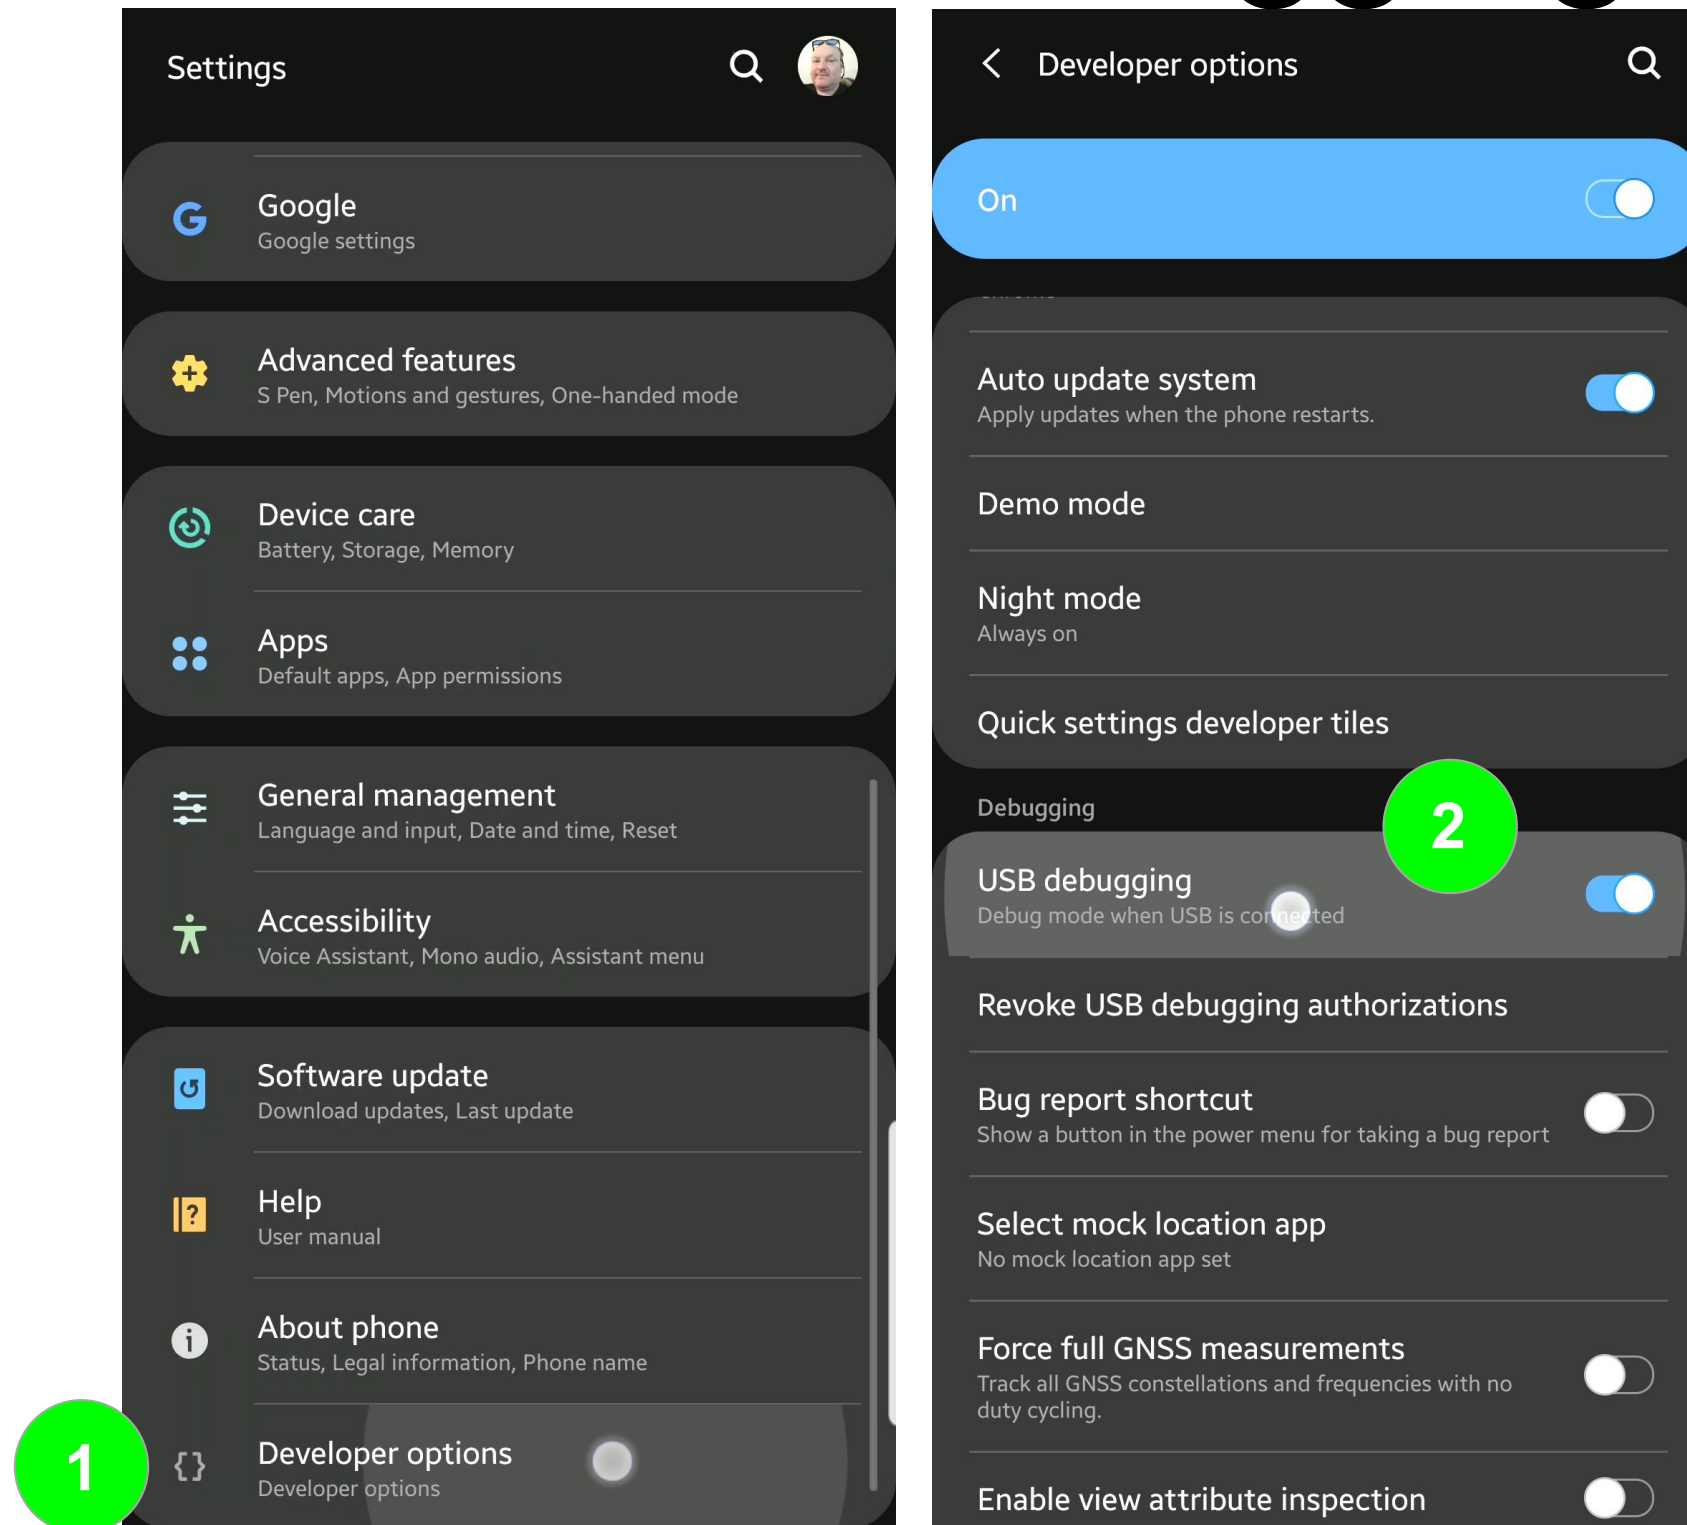 Settings
Google
Google settings
Advanced features
S Pen, Motions and gestures, One-handed mode
Device care
Battery, Storage, Memory
Apps
Default apps, App permissions
General management
Language and input, Date and time, Reset
Accessibility
Voice Assistant, Mono audio, Assistant menu
Software update
Download updates, Last update
Help
User manual
About phone
Status, Legal information, Phone name
1
Developer options
Developer options
Developer options
On
Auto update system
Apply updates when the phone restarts.
Demo mode
Night mode
Always on
Quick settings developer tiles
Debugging
2
USB debugging
Debug mode when USB is connected
Revoke USB debugging authorizations
Bug report shortcut
Show a button in the power menu for taking a bug report
Select mock location app
No mock location app set
Force full GNSS measurements
Track all GNSS constellations and frequencies with no
duty cycling.
Enable view attribute inspection